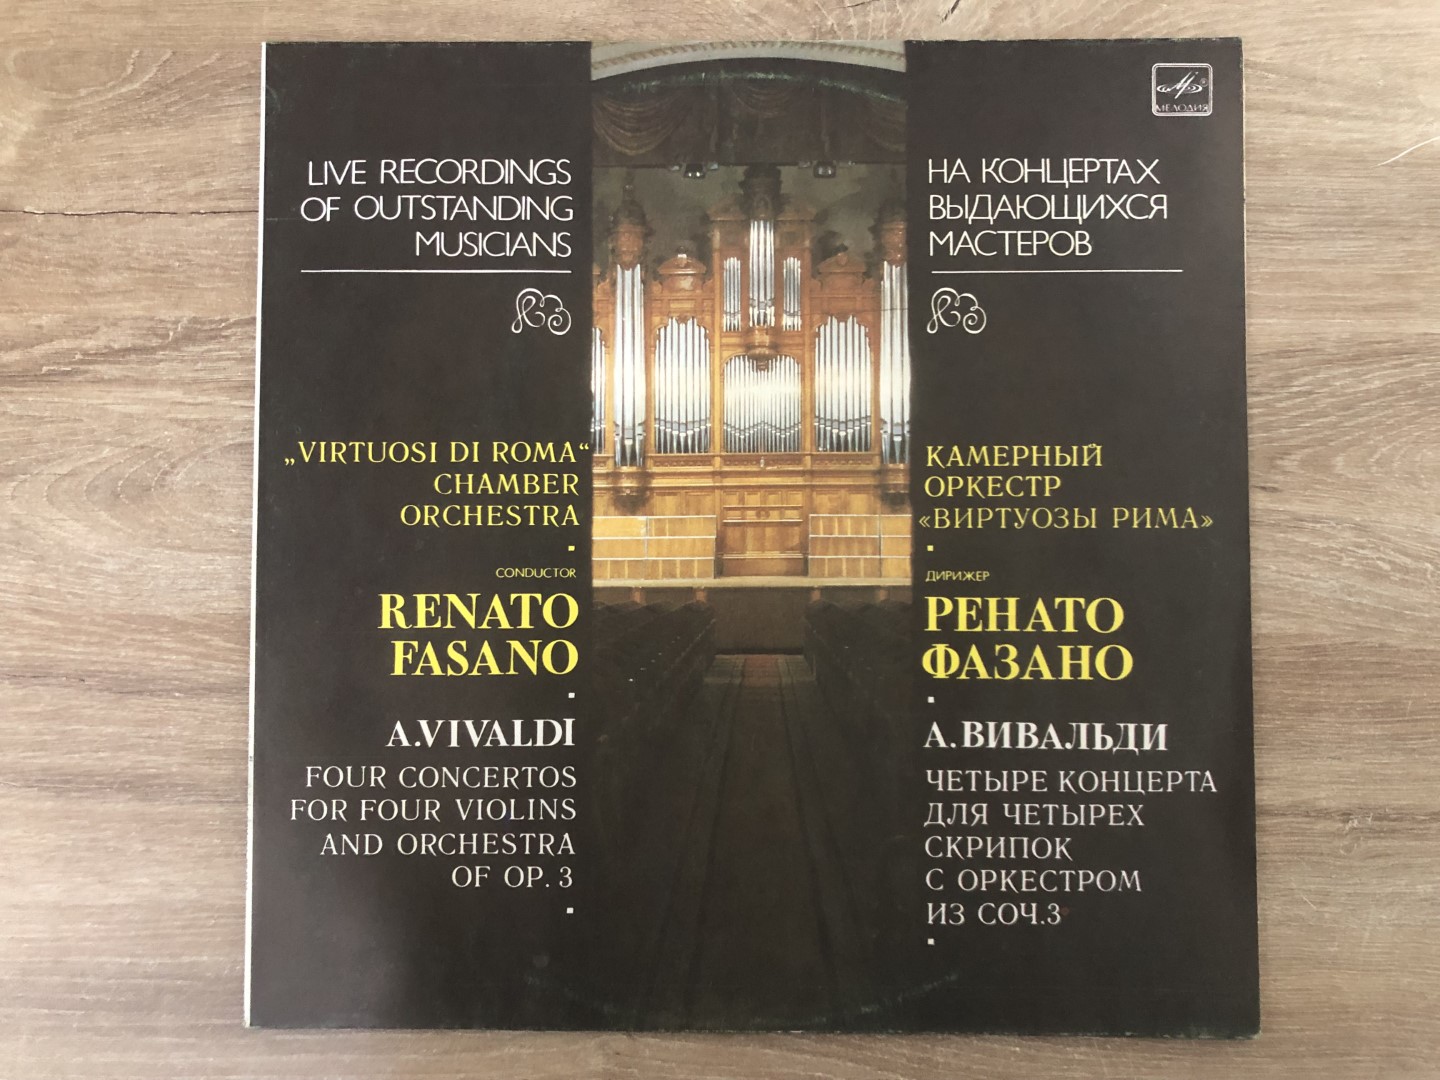 МЕЛОДИЯ
LIVE RECORDINGS
OF OUTSTANDING
MUSICIANS
„VIRTUOSI DI ROMA“
CHAMBER
ORCHESTRA
CONDUCTOR
RENATO
FASANO
A.VIVALDI
FOUR CONCERTOS
FOR FOUR VIOLINS
AND ORCHESTRA
OF OP. 3
НА КОНЦЕРТАХ
ВЫДАЮЩИХСЯ
МАСТЕРОВ
КАМЕРНЫЙ
ОРКЕСТР
«ВИРТУОЗЫ РИМА»
ДИРИЖЕР
РЕНАТО
ФАЗАНО
А.ВИВАЛЬДИ
ЧЕТЫРЕ КОНЦЕРТА
ДЛЯ ЧЕТЫРЕХ
СКРИПОК
С ОРКЕСТРОМ
ИЗ СОЧ.3